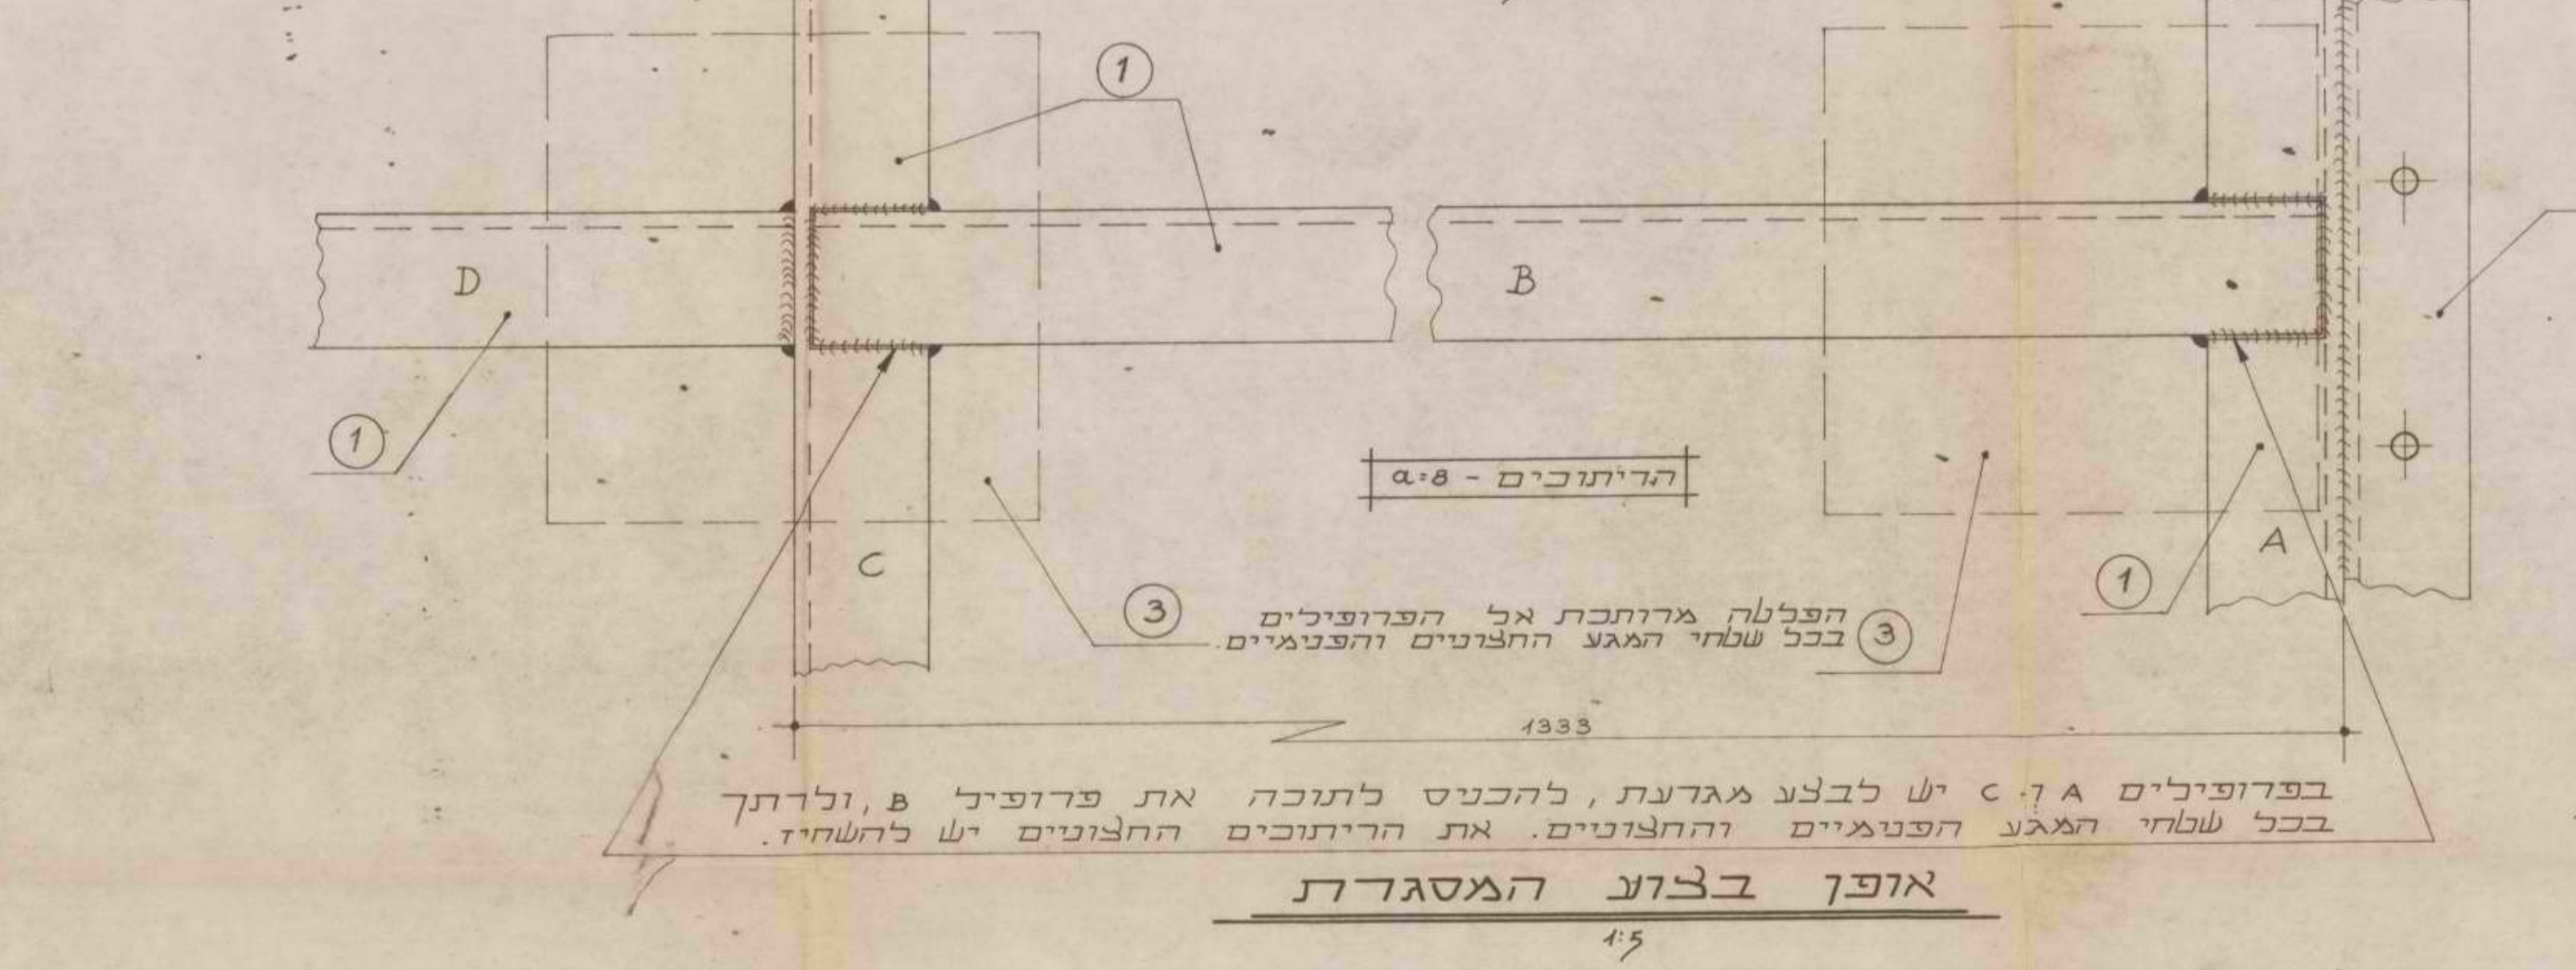 1
D
B
1
הריתוכים - a=8
C
A
1
3
הפלטה מרותכת אל הפרופילים
בכל שטחי המגע החצוניים והפנימיים.
3
1333
בפרופילים A ו-C יש לבצע מגרעת, להכניס לתוכה את פרופיל B, ולרתך
בכל שטחי המגע הפנימיים והחצוניים. את הריתוכים החצוניים יש להשחיז.
אופן בצוע המסגרת
1:5